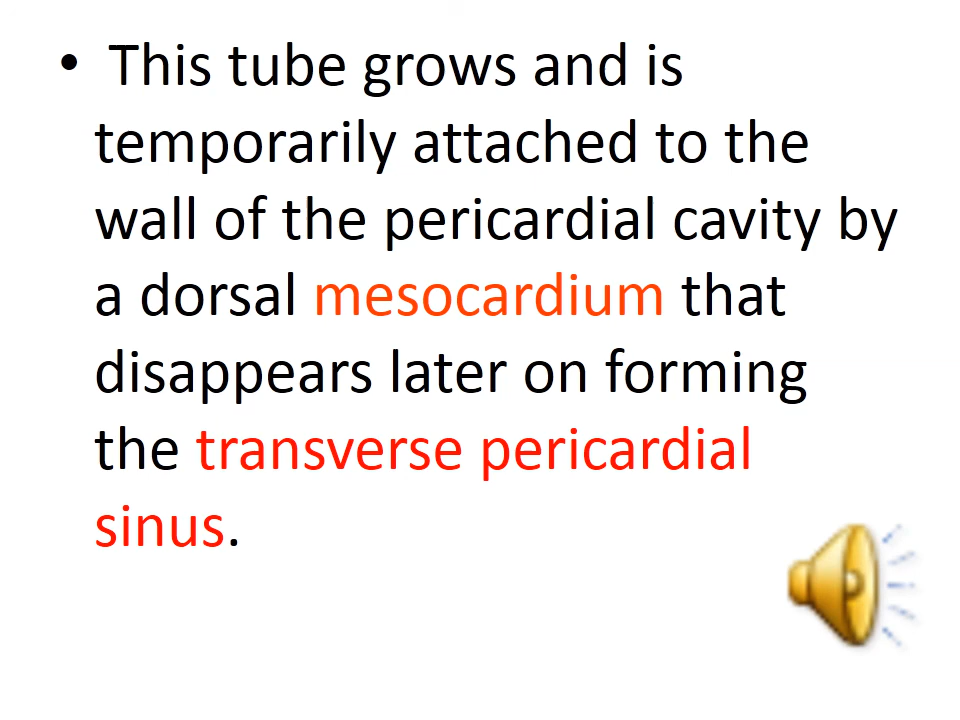 • This tube grows and is
temporarily attached to the
wall of the pericardial cavity by
a dorsal mesocardium that
disappears later on forming
the transverse pericardial
sinus.